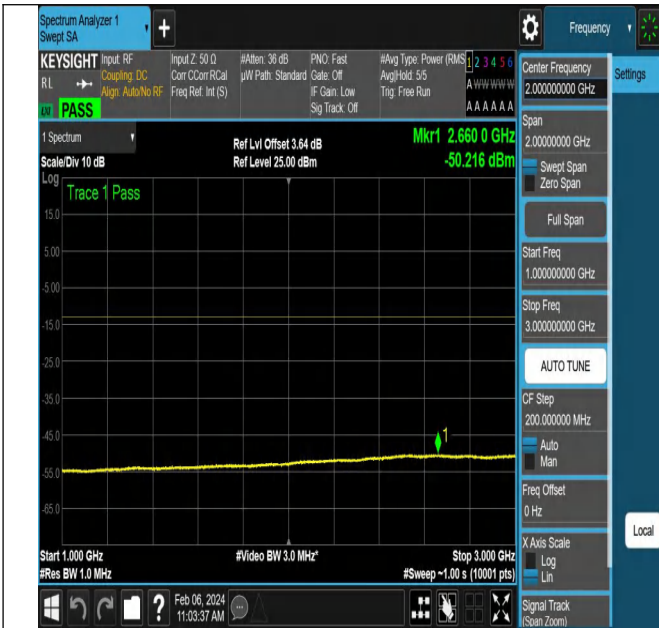 Spectrum Analyzer 1
Swept SA
+
Frequency
KEYSIGHT
RL
PASS
Input: RF
Coupling: DC
Align: Auto/No RF
Input Z: 50 Ω
Corr CCorr RCal
Freq Ref: Int (S)
#Atten: 36 dB
µW Path: Standard
PNO: Fast
Gate: Off
IF Gain: Low
Sig Track: Off
#Avg Type: Power (RMS
Avg|Hold: 5/5
Trig: Free Run
1 2 3 4 5 6
A W W W W W
A A A A A A
1 Spectrum
Scale/Div 10 dB
Ref Lvl Offset 3.64 dB
Ref Level 25.00 dBm
Mkr1 2.660 0 GHz
-50.216 dBm
Log
Trace 1 Pass
15.0
5.00
-5.00
-15.0
-25.0
-35.0
-45.0
1
-55.0
-65.0
Start 1.000 GHz
#Res BW 1.0 MHz
#Video BW 3.0 MHz*
Stop 3.000 GHz
#Sweep ~1.00 s (10001 pts)
?
Feb 06, 2024
11:03:37 AM
Center Frequency
2.000000000 GHz
Settings
Span
2.00000000 GHz
Swept Span
Zero Span
Full Span
Start Freq
1.000000000 GHz
Stop Freq
3.000000000 GHz
AUTO TUNE
CF Step
200.000000 MHz
Auto
Man
Freq Offset
0 Hz
Local
X Axis Scale
Log
Lin
Signal Track
(Span Zoom)